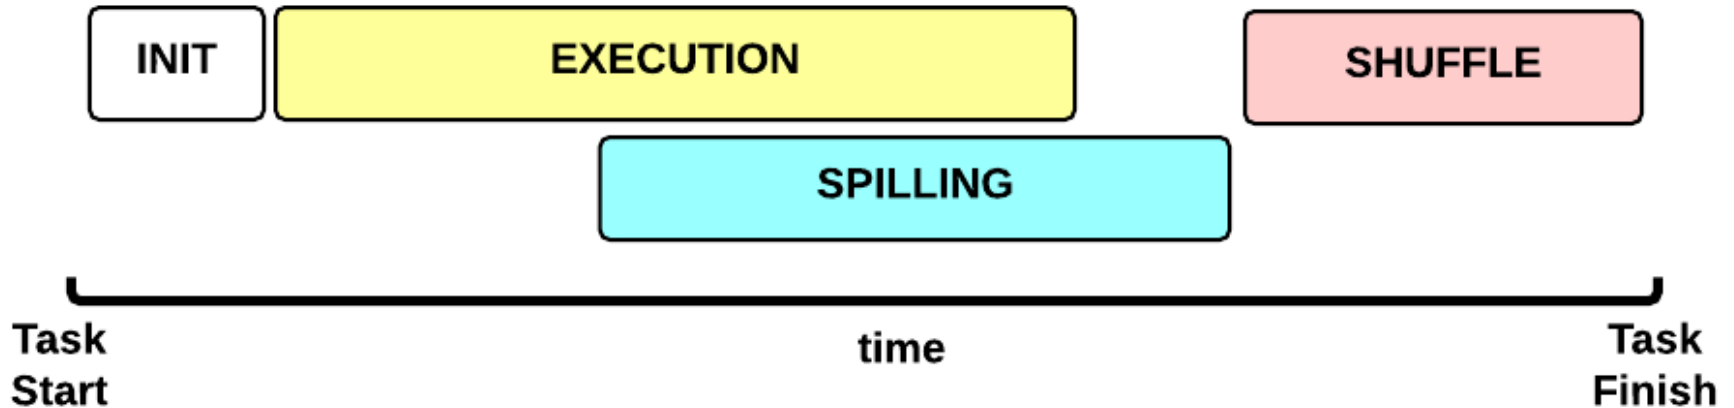 INIT
EXECUTION
SHUFFLE
SPILLING
Task
Start
time
Task
Finish